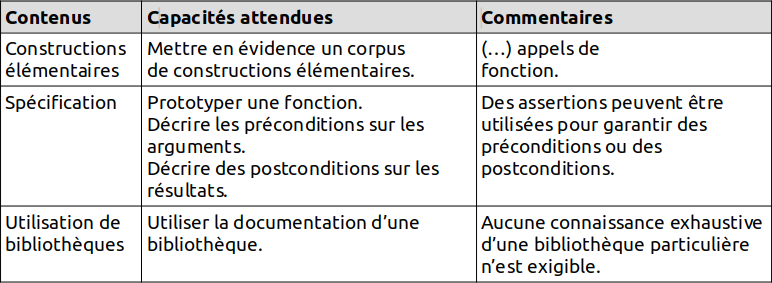 Contenus
Capacités attendues
Commentaires
Constructions
élémentaires
Mettre en évidence un corpus
de constructions élémentaires.
(…) appels de
fonction.
Spécification
Prototyper une fonction.
Décrire les préconditions sur les
arguments.
Décrire des postconditions sur les
résultats.
Des assertions peuvent être
utilisées pour garantir des
préconditions ou des
postconditions.
Utilisation de
bibliothèques
Utiliser la documentation d’une
bibliothèque.
Aucune connaissance exhaustive
d’une bibliothèque particulière
n’est exigible.